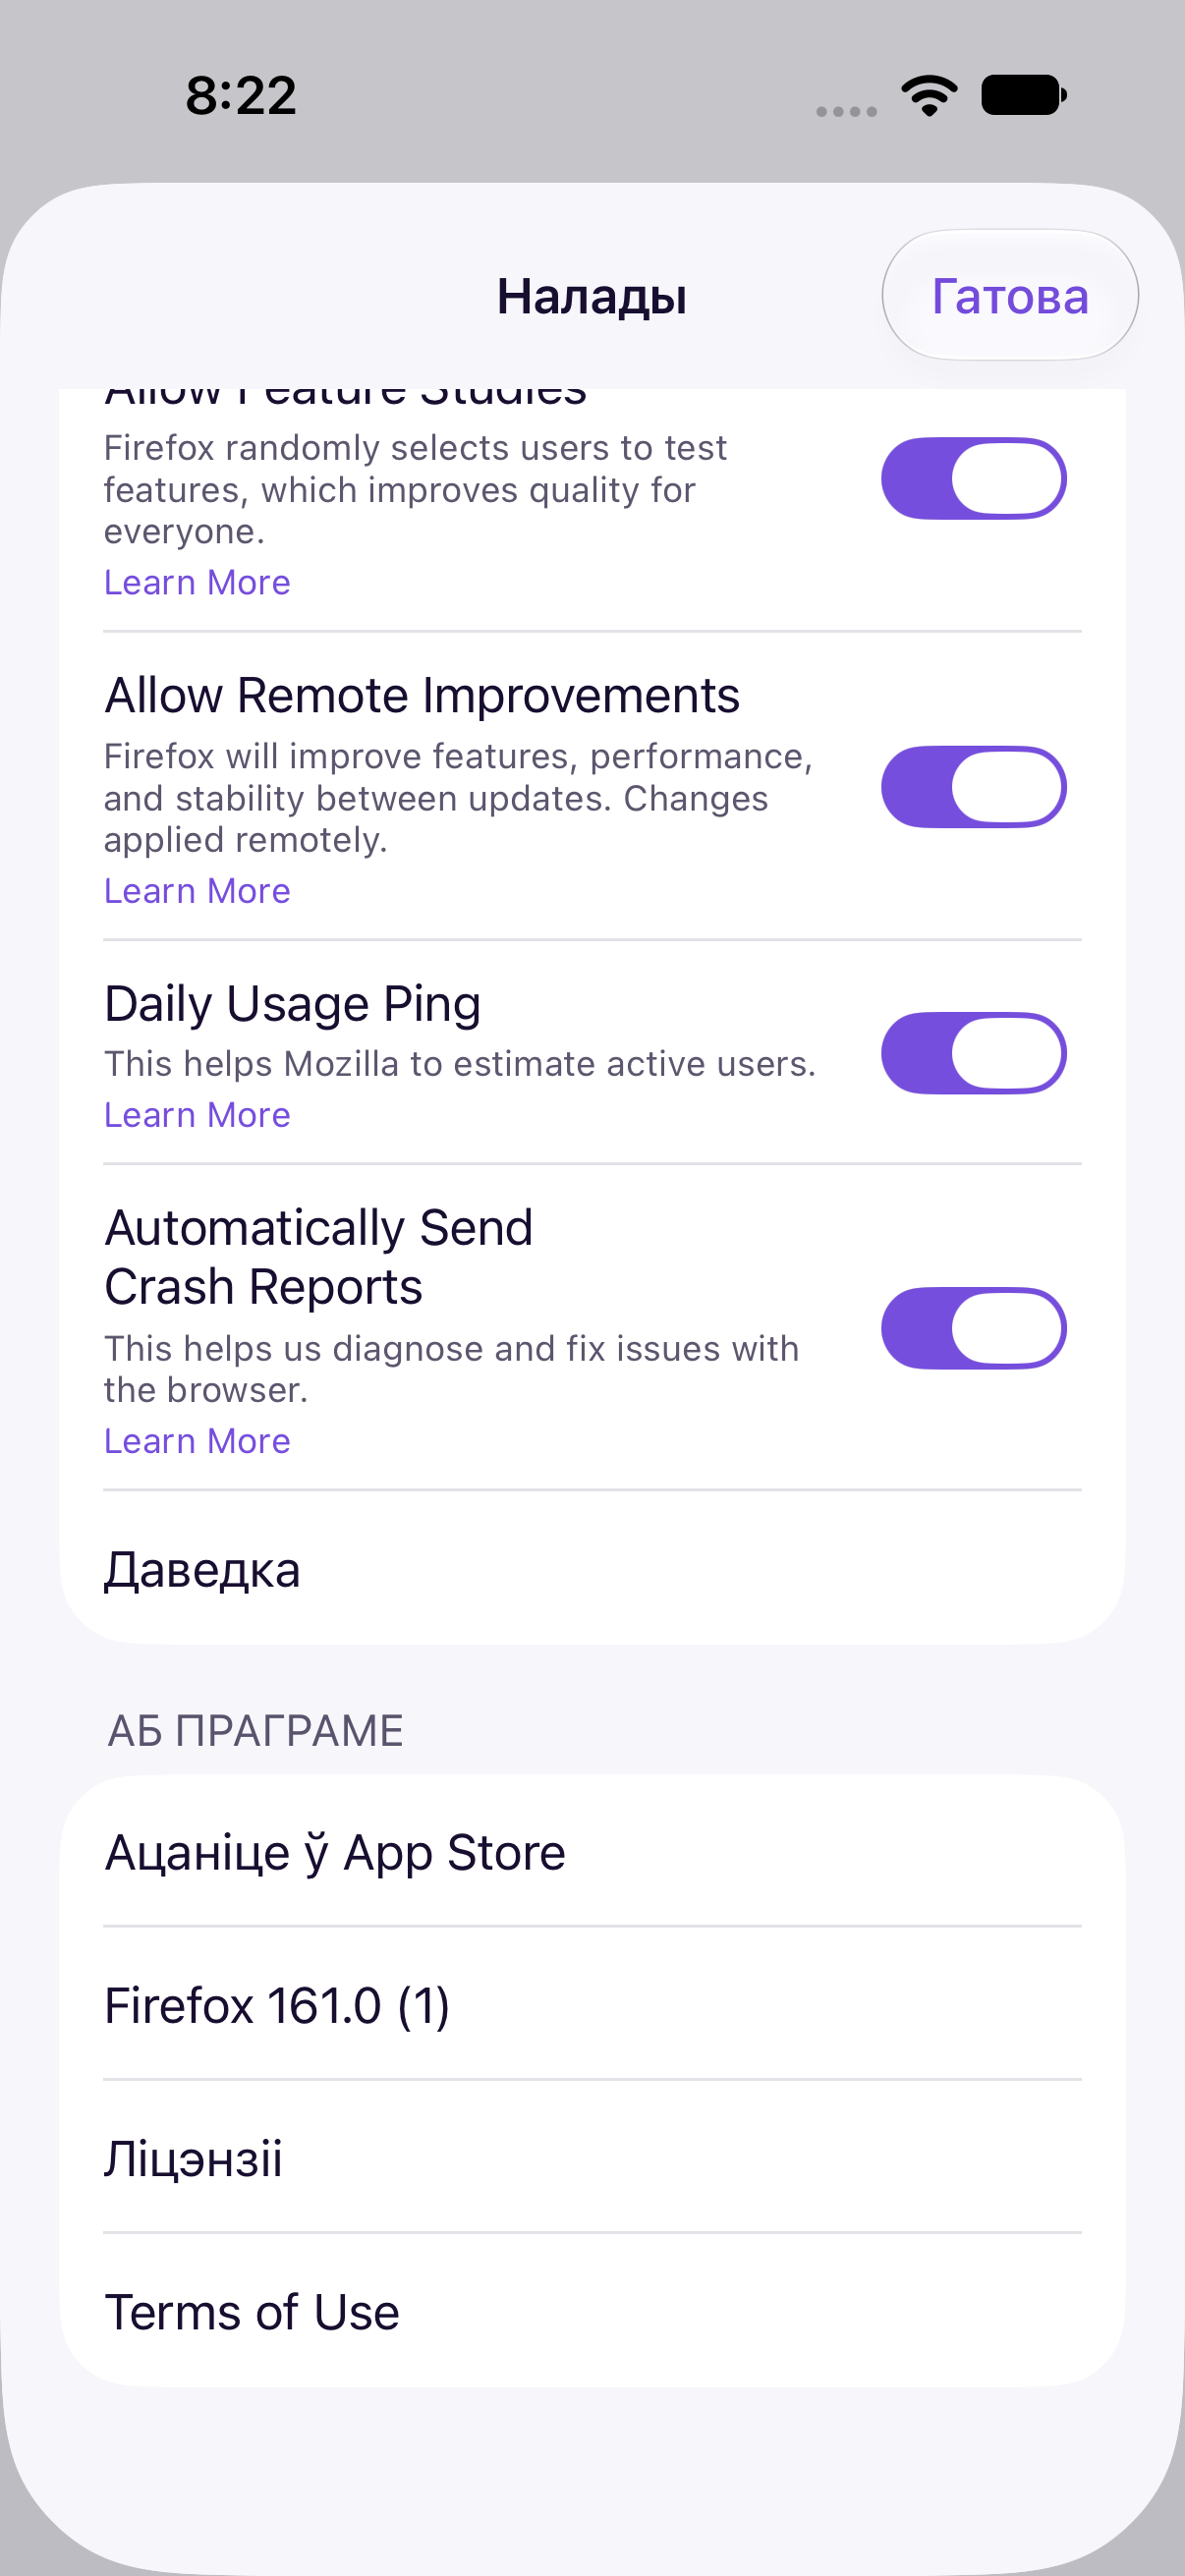 8:22
Налады
Гатова
Allow Feature Studies
Firefox randomly selects users to test
features, which improves quality for
everyone.
Learn More
Allow Remote Improvements
Firefox will improve features, performance,
and stability between updates. Changes
applied remotely.
Learn More
Daily Usage Ping
This helps Mozilla to estimate active users.
Learn More
Automatically Send
Crash Reports
This helps us diagnose and fix issues with
the browser.
Learn More
Даведка
АБ ПРАГРАМЕ
Ацаніце ў App Store
Firefox 161.0 (1)
Ліцэнзіі
Terms of Use